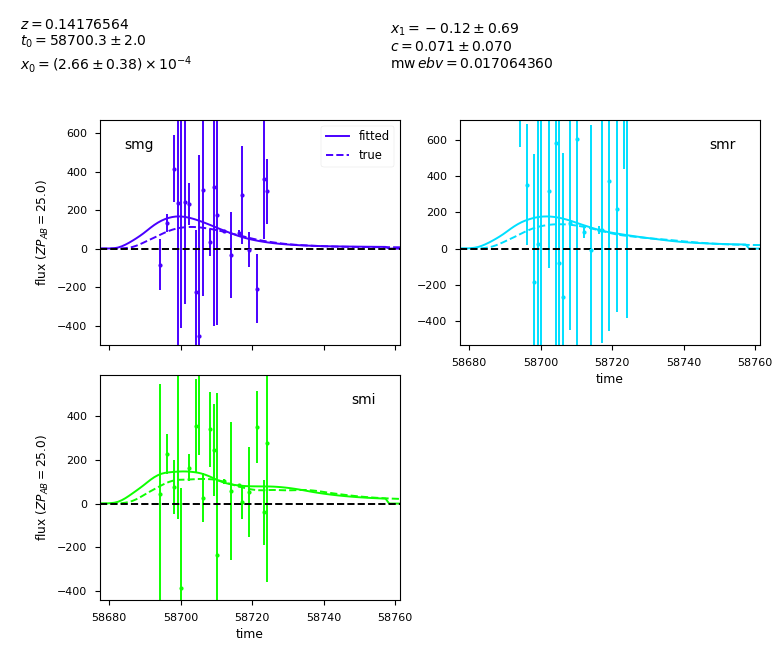 z = 0.14176564
t₀ = 58700.3 ± 2.0
x₀ = (2.66 ± 0.38) × 10⁻⁴
x₁ = −0.12 ± 0.69
c = 0.071 ± 0.070
mw ebv = 0.017064360
smg
fitted
true
600
400
200
0
−200
−400
flux (ZP_AB = 25.0)
smr
600
400
200
0
−200
−400
58680 58700 58720 58740 58760
time
smi
400
200
0
−200
−400
flux (ZP_AB = 25.0)
58680 58700 58720 58740 58760
time